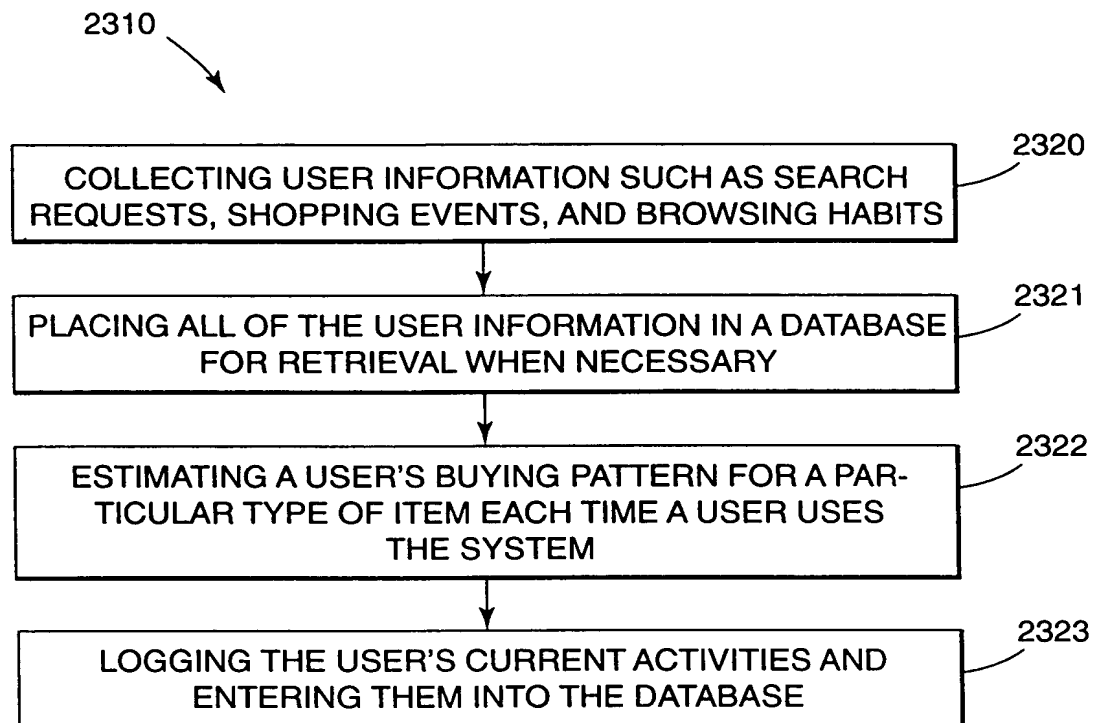 2310
2320
COLLECTING USER INFORMATION SUCH AS SEARCH
REQUESTS, SHOPPING EVENTS, AND BROWSING HABITS
2321
PLACING ALL OF THE USER INFORMATION IN A DATABASE
FOR RETRIEVAL WHEN NECESSARY
2322
ESTIMATING A USER'S BUYING PATTERN FOR A PAR-
TICULAR TYPE OF ITEM EACH TIME A USER USES
THE SYSTEM
2323
LOGGING THE USER'S CURRENT ACTIVITIES AND
ENTERING THEM INTO THE DATABASE